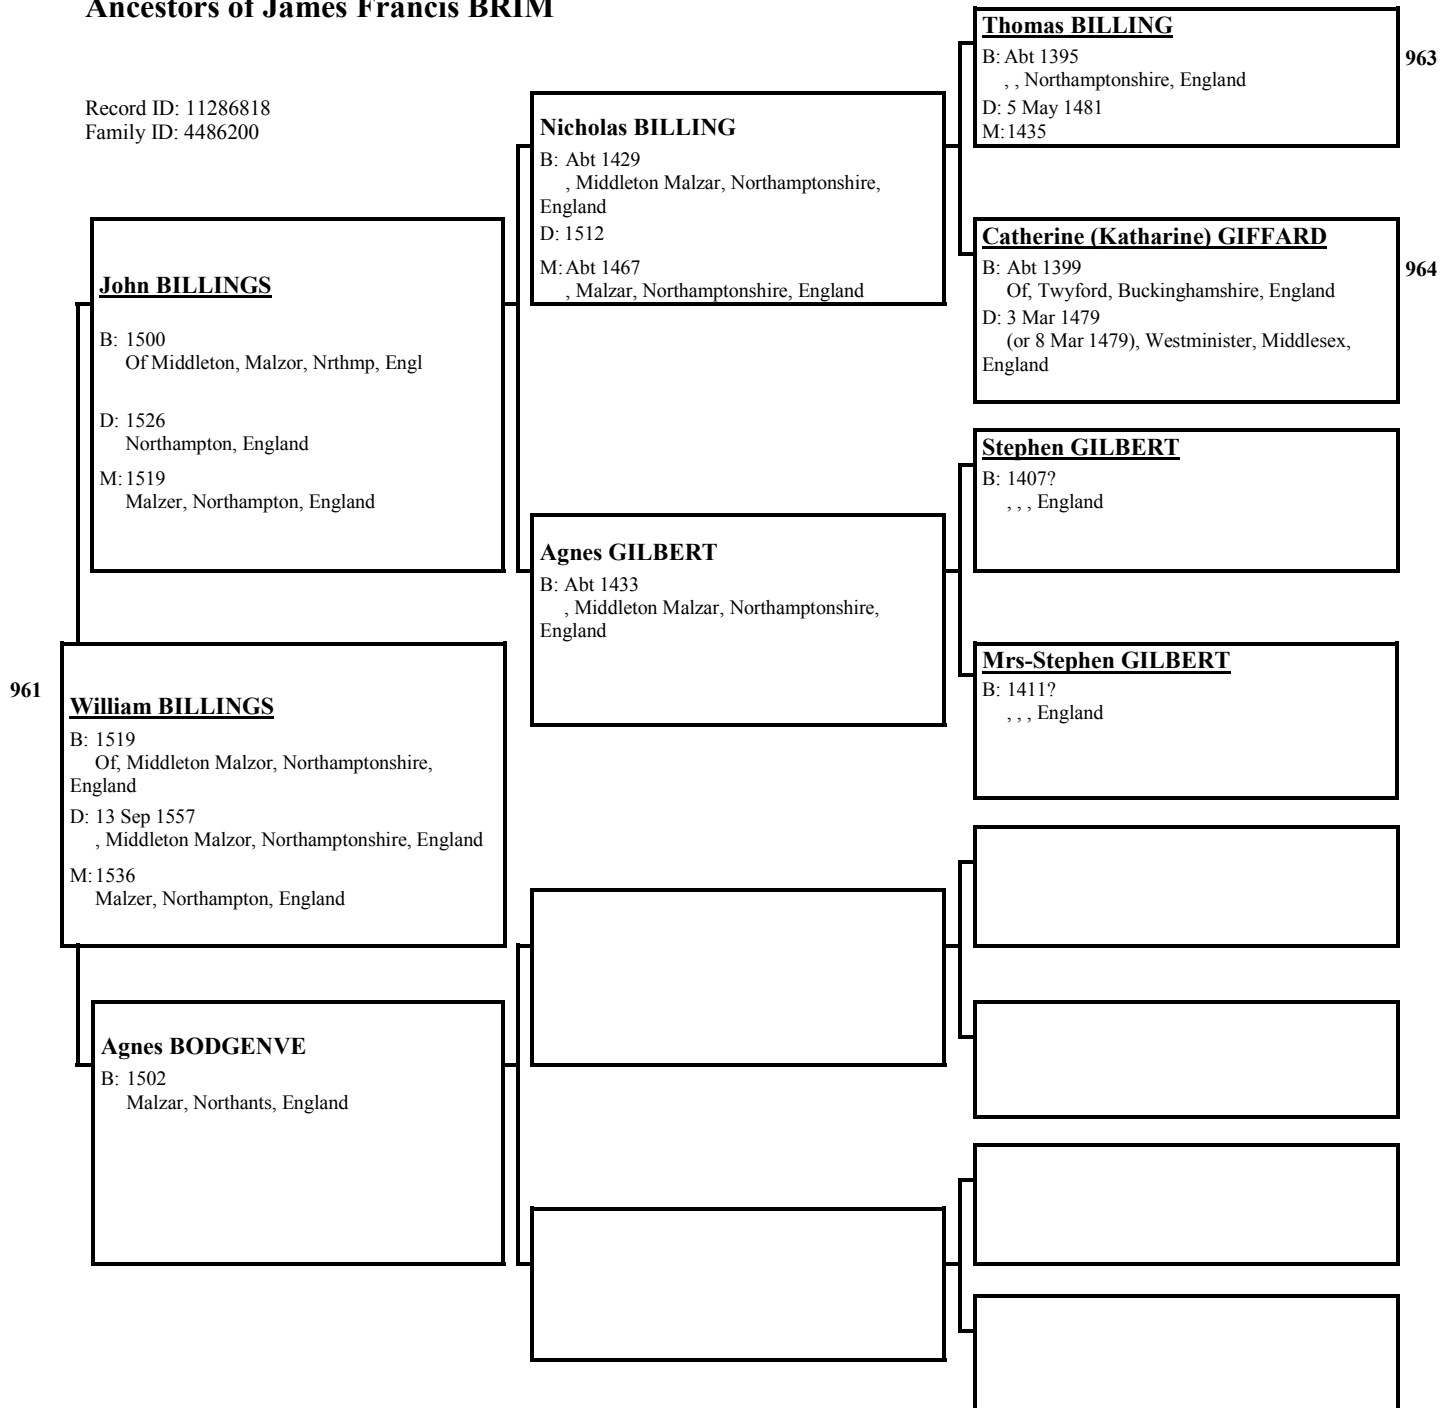 Ancestors of James Francis BRIM
Record ID: 11286818
Family ID: 4486200
Thomas BILLING
B: Abt 1395
, , Northamptonshire, England
D: 5 May 1481
M: 1435
963
Nicholas BILLING
B: Abt 1429
, Middleton Malzar, Northamptonshire,
England
D: 1512
M: Abt 1467
, Malzar, Northamptonshire, England
Catherine (Katharine) GIFFARD
B: Abt 1399
Of, Twyford, Buckinghamshire, England
D: 3 Mar 1479
(or 8 Mar 1479), Westminister, Middlesex,
England
964
John BILLINGS
B: 1500
Of Middleton, Malzor, Nrthmp, Engl
D: 1526
Northampton, England
M: 1519
Malzer, Northampton, England
Stephen GILBERT
B: 1407?
, , , England
Agnes GILBERT
B: Abt 1433
, Middleton Malzar, Northamptonshire,
England
Mrs-Stephen GILBERT
B: 1411?
, , , England
961
William BILLINGS
B: 1519
Of, Middleton Malzor, Northamptonshire,
England
D: 13 Sep 1557
, Middleton Malzor, Northamptonshire, England
M: 1536
Malzer, Northampton, England
Agnes BODGENVE
B: 1502
Malzar, Northants, England